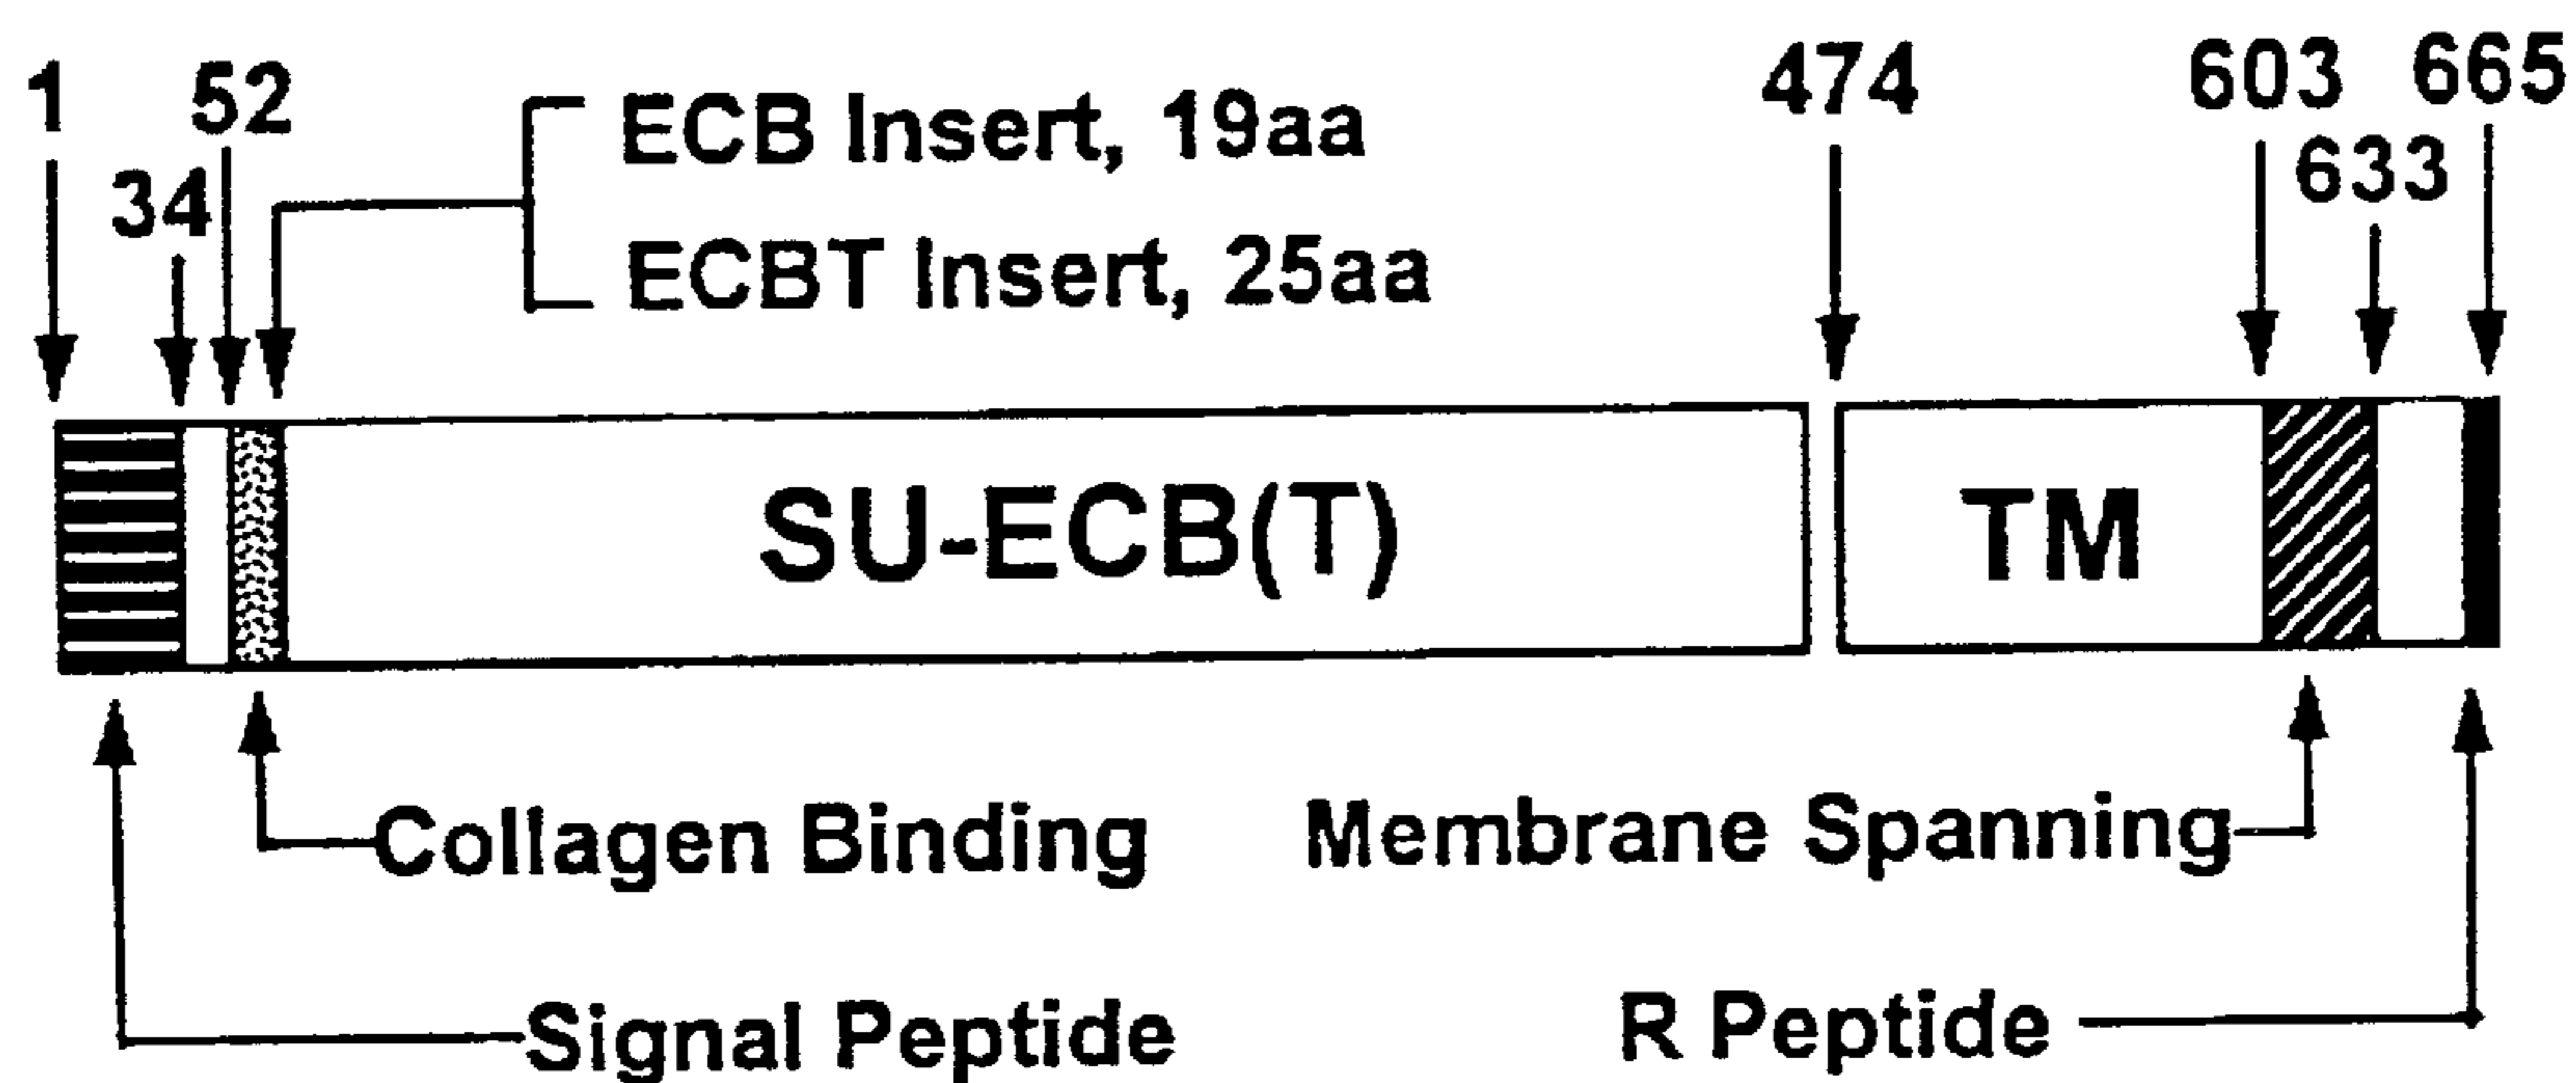 1 52 474 603 665
34 633
ECB Insert, 19aa
ECBT Insert, 25aa
SU-ECB(T) TM
Collagen Binding Membrane Spanning
Signal Peptide R Peptide